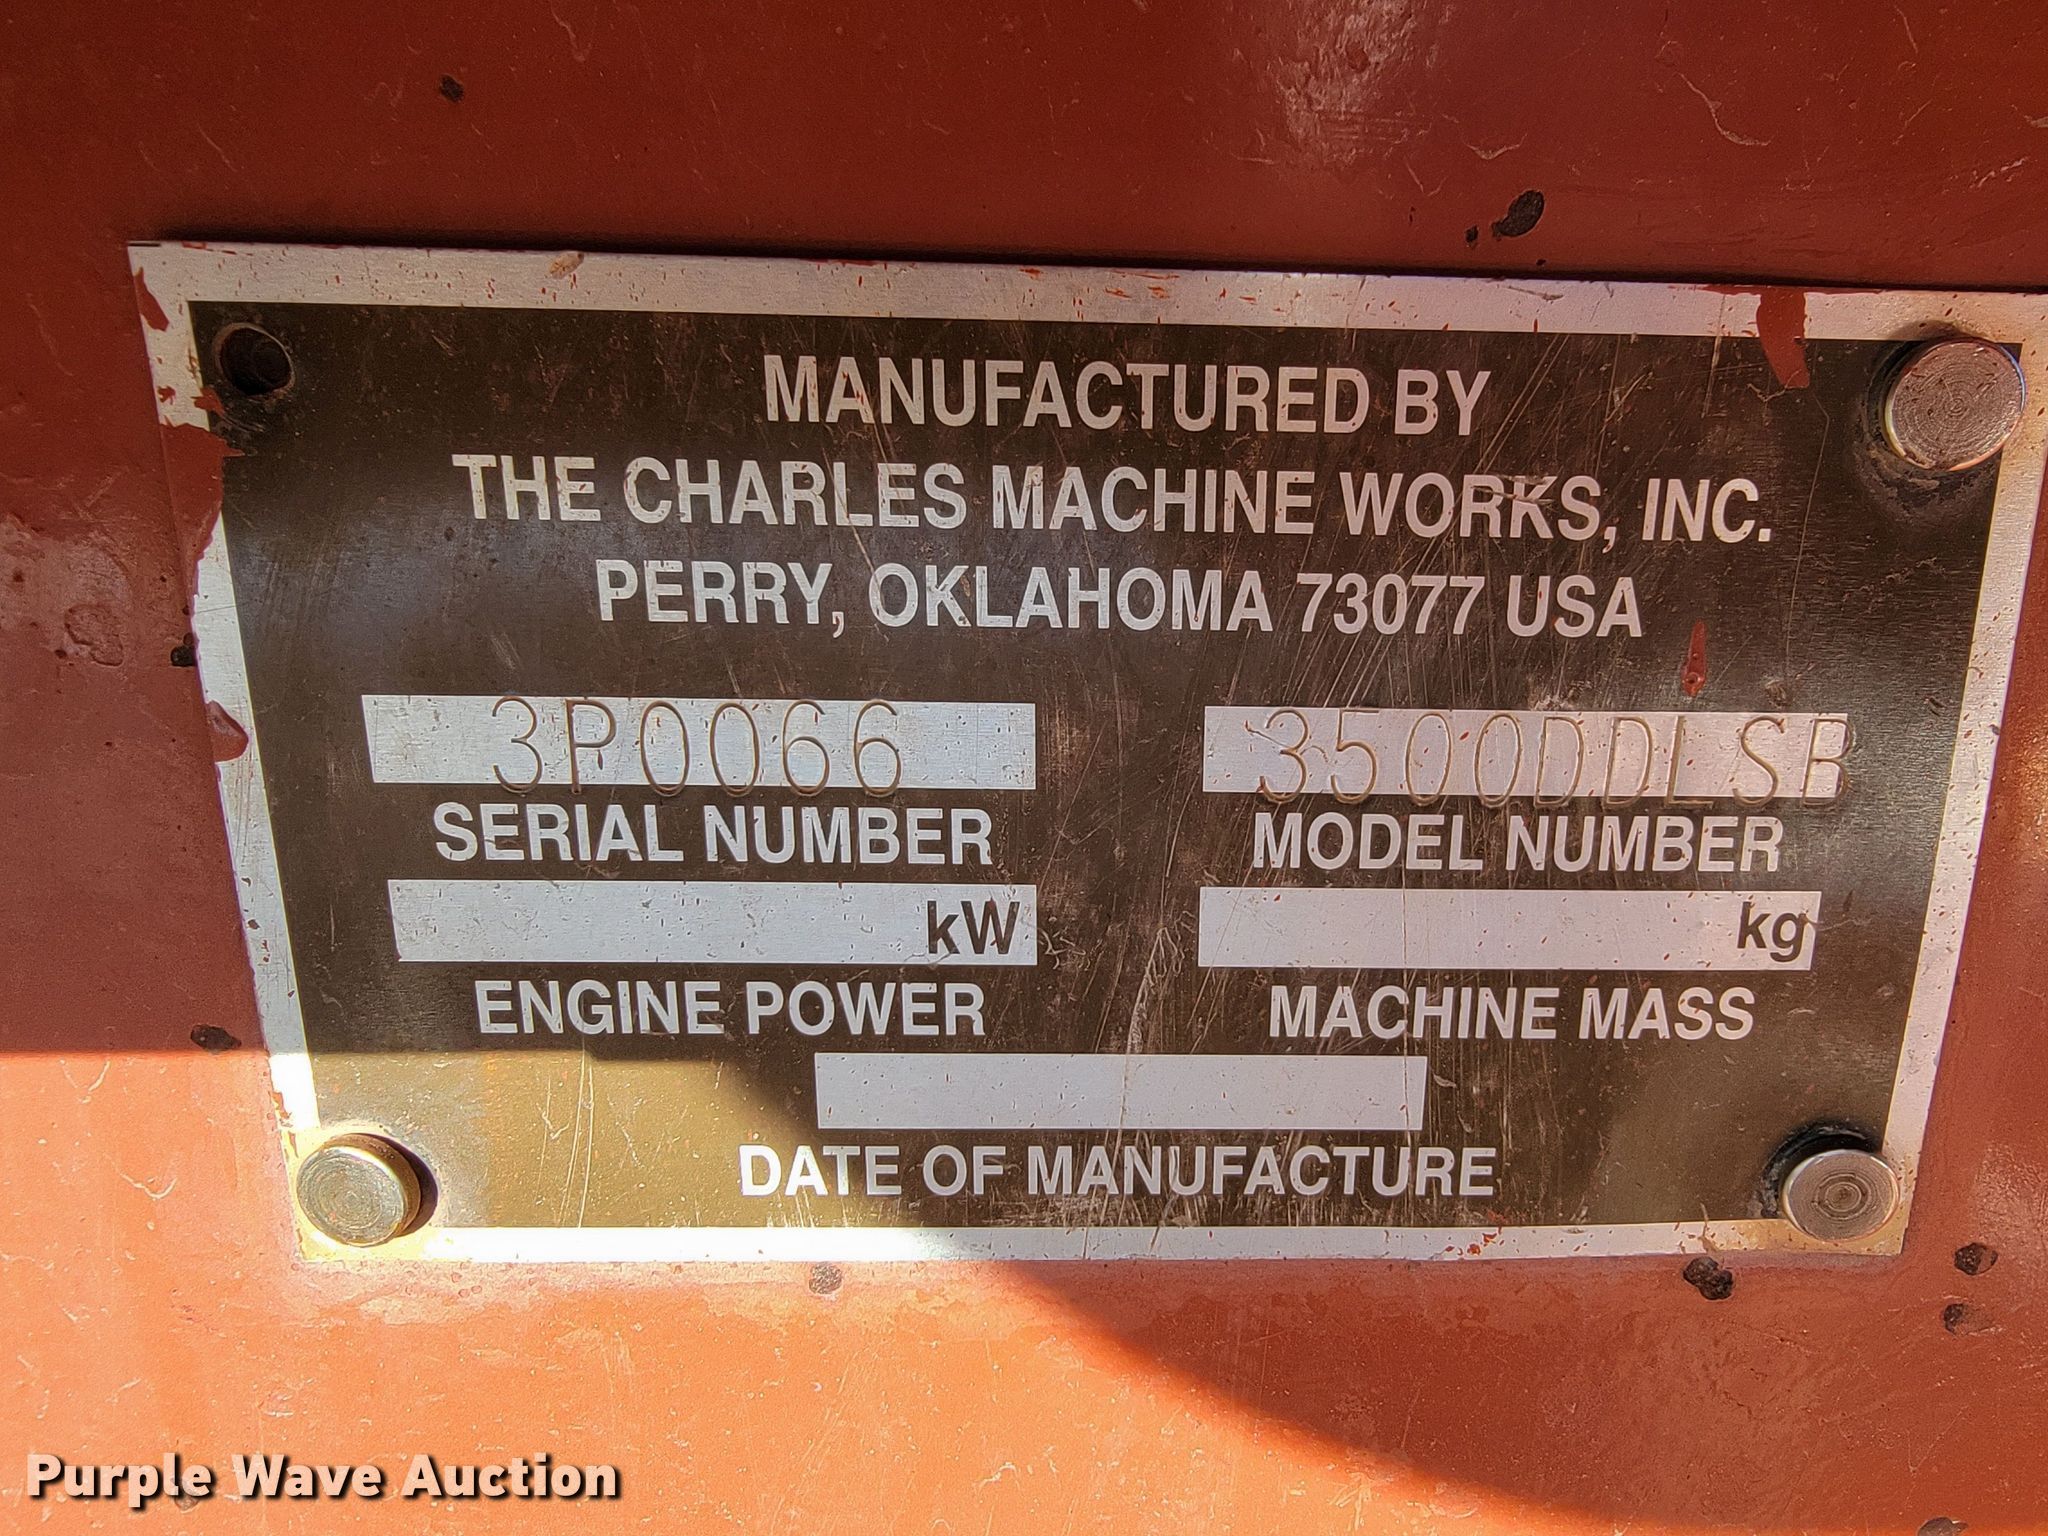 MANUFACTURED BY
THE CHARLES MACHINE WORKS, INC.
PERRY, OKLAHOMA 73077 USA
3P0066 3500DDLSB
SERIAL NUMBER MODEL NUMBER
kW kg
ENGINE POWER MACHINE MASS
DATE OF MANUFACTURE
Purple Wave Auction